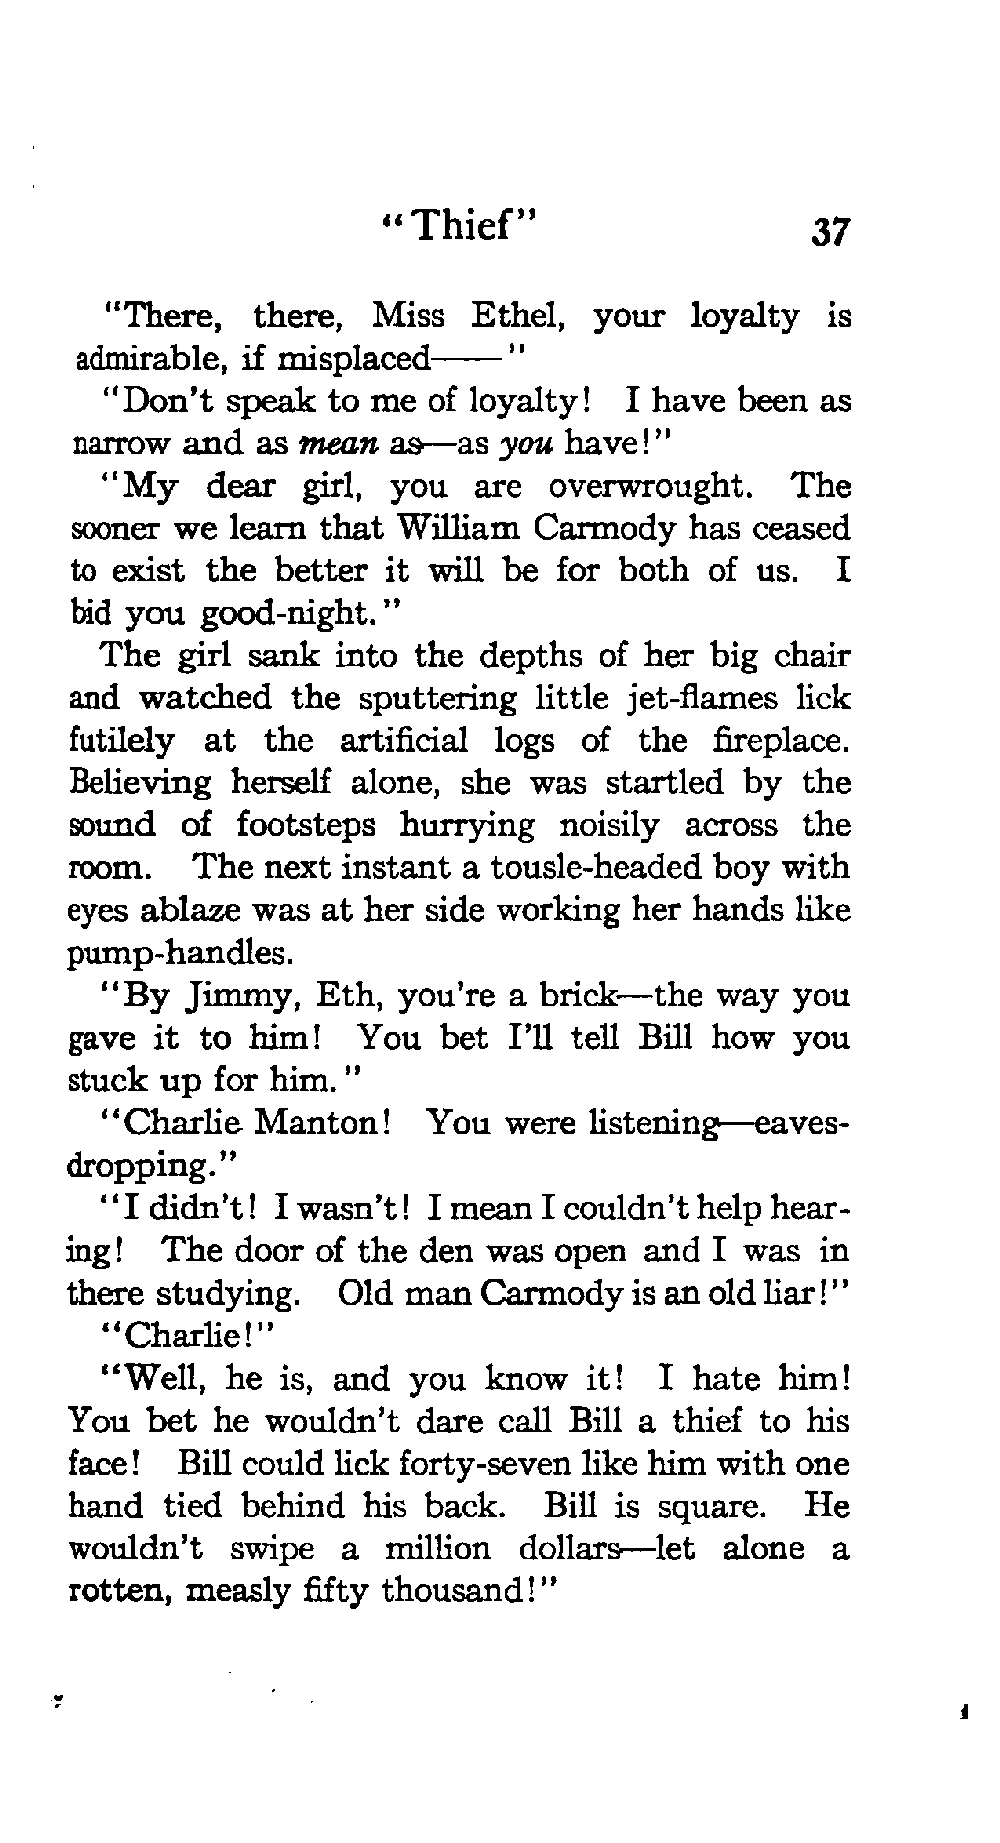 "Thief" 37
"There, there, Miss Ethel, your loyalty is
admirable, if misplaced——"
"Don't speak to me of loyalty! I have been as
narrow and as mean as—as you have!"
"My dear girl, you are overwrought. The
sooner we learn that William Carmody has ceased
to exist the better it will be for both of us. I
bid you good-night."
The girl sank into the depths of her big chair
and watched the sputtering little jet-flames lick
futilely at the artificial logs of the fireplace.
Believing herself alone, she was startled by the
sound of footsteps hurrying noisily across the
room. The next instant a tousle-headed boy with
eyes ablaze was at her side working her hands like
pump-handles.
"By Jimmy, Eth, you're a brick—the way you
gave it to him! You bet I'll tell Bill how you
stuck up for him."
"Charlie Manton! You were listening—eaves-
dropping."
"I didn't! I wasn't! I mean I couldn't help hear-
ing! The door of the den was open and I was in
there studying. Old man Carmody is an old liar!"
"Charlie!"
"Well, he is, and you know it! I hate him!
You bet he wouldn't dare call Bill a thief to his
face! Bill could lick forty-seven like him with one
hand tied behind his back. Bill is square. He
wouldn't swipe a million dollars—let alone a
rotten, measly fifty thousand!"